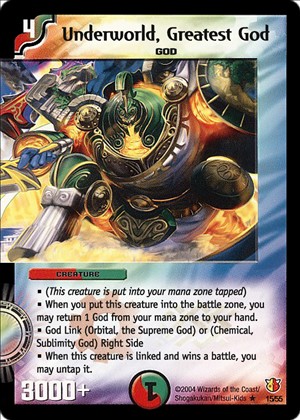 4
Underworld, Greatest God
GOD
CREATURE
▪ (This creature is put into your mana zone tapped)
▪ When you put this creature into the battle zone, you
may return 1 God from your mana zone to your hand.
▪ God Link (Orbital, the Supreme God) or (Chemical,
Sublimity God) Right Side
▪ When this creature is linked and wins a battle, you
may untap it.
3000+
1
©2004 Wizards of the Coast/
Shogakukan/Mitsui-Kids ★ 15/55